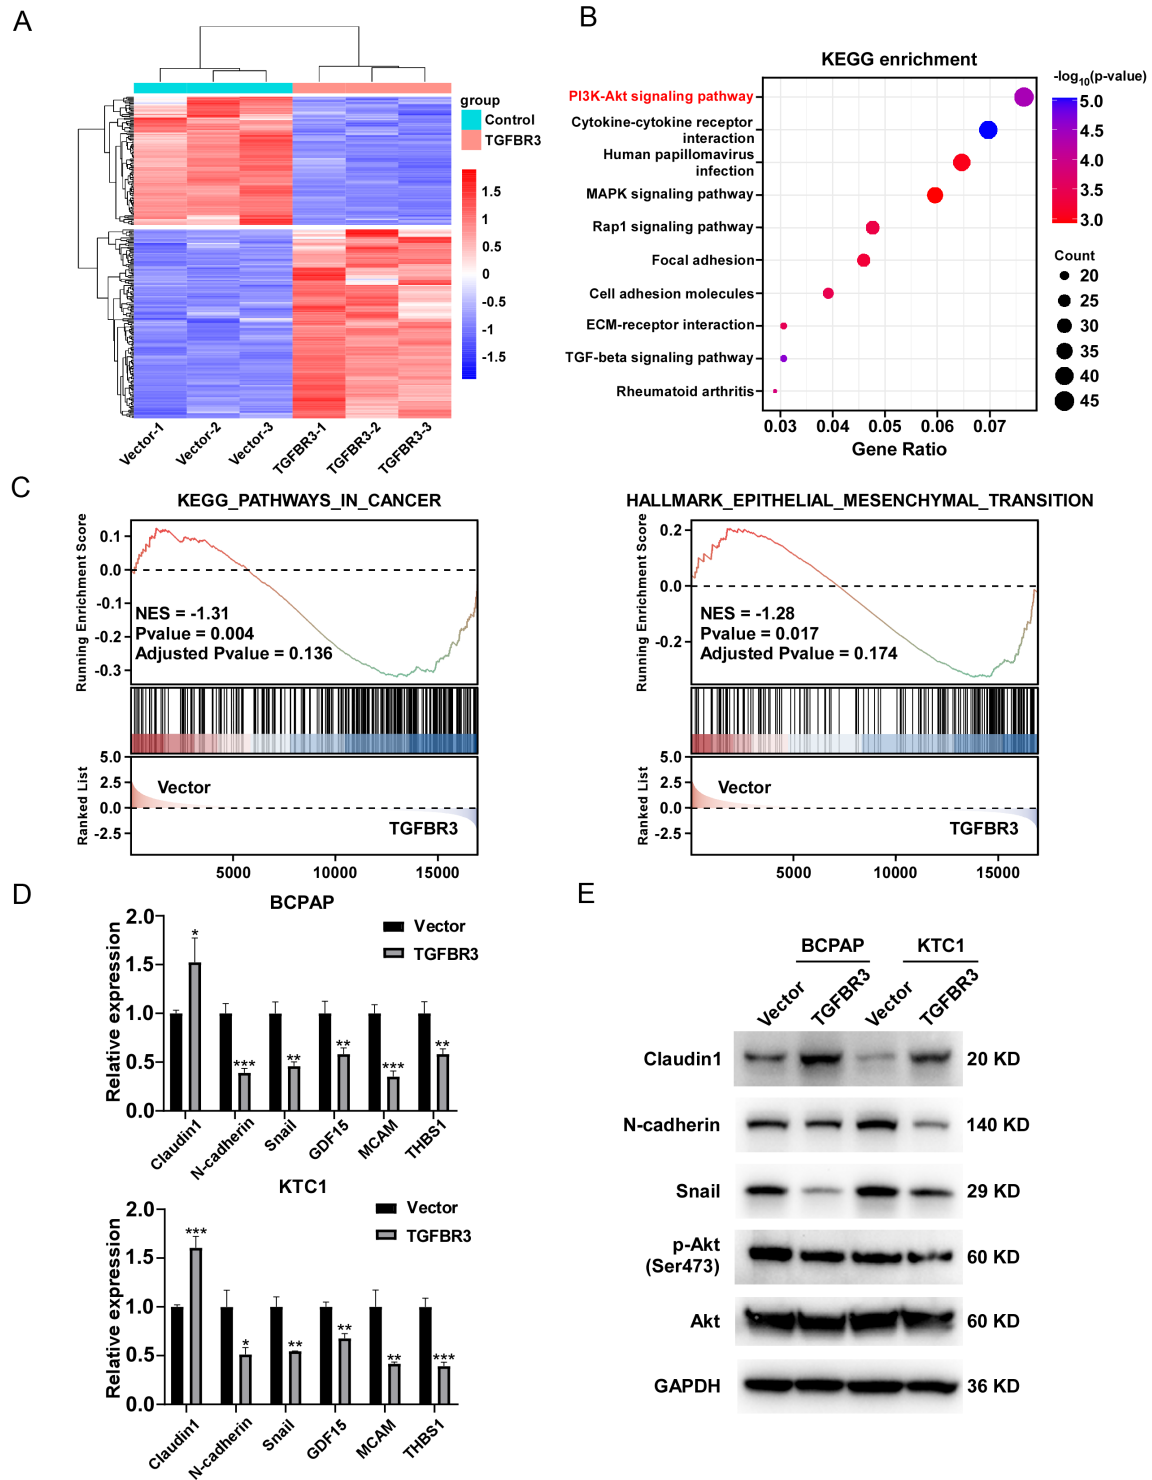 A
group
Control
TGFBR3
1.5
1
0.5
0
-0.5
-1
-1.5
Vector-1
Vector-2
Vector-3
TGFBR3-1
TGFBR3-2
TGFBR3-3
B
KEGG enrichment
PI3K-Akt signaling pathway
Cytokine-cytokine receptor
interaction
Human papillomavirus
infection
MAPK signaling pathway
Rap1 signaling pathway
Focal adhesion
Cell adhesion molecules
ECM-receptor interaction
TGF-beta signaling pathway
Rheumatoid arthritis
0.03 0.04 0.05 0.06 0.07
Gene Ratio
-log10(p-value)
5.0
4.5
4.0
3.5
3.0
Count
20
25
30
35
40
45
C
KEGG_PATHWAYS_IN_CANCER
Running Enrichment Score
0.1
0.0
-0.1
-0.2
-0.3
NES = -1.31
Pvalue = 0.004
Adjusted Pvalue = 0.136
Ranked List
5.0
2.5
0.0
-2.5
Vector
TGFBR3
5000 10000 15000
HALLMARK_EPITHELIAL_MESENCHYMAL_TRANSITION
Running Enrichment Score
0.2
0.0
-0.2
NES = -1.28
Pvalue = 0.017
Adjusted Pvalue = 0.174
Ranked List
5.0
2.5
0.0
-2.5
Vector
TGFBR3
5000 10000 15000
D
BCPAP
Relative expression
2.0
1.5
1.0
0.5
0.0
Vector
TGFBR3
* *** ** ** *** **
Claudin1
N-cadherin
Snail
GDF15
MCAM
THBS1
KTC1
Relative expression
2.0
1.5
1.0
0.5
0.0
Vector
TGFBR3
*** * ** ** ** ***
Claudin1
N-cadherin
Snail
GDF15
MCAM
THBS1
E
BCPAP KTC1
Vector TGFBR3 Vector TGFBR3
Claudin1 20 KD
N-cadherin 140 KD
Snail 29 KD
p-Akt
(Ser473) 60 KD
Akt 60 KD
GAPDH 36 KD